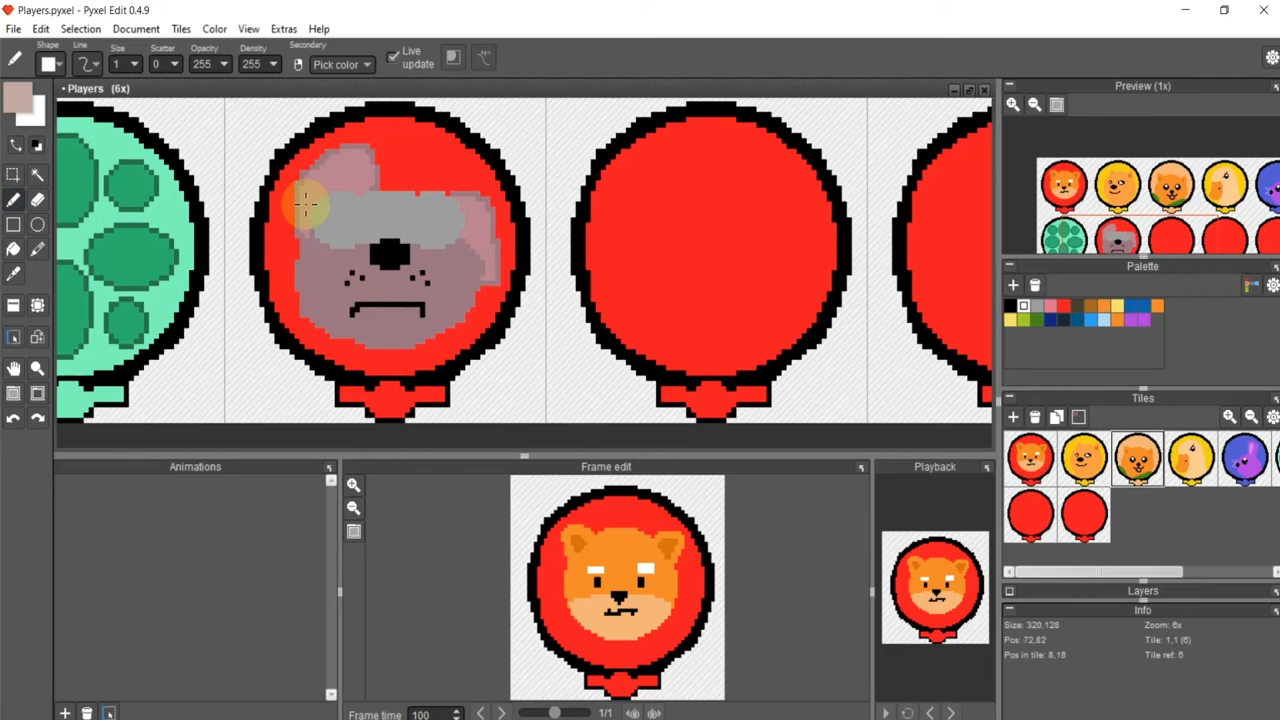 Players.pyxel - Pyxel Edit 0.4.9
File Edit Selection Document Tiles Color View Extras Help
Shape Line Size Scatter Opacity Density Secondary
1 0 255 255 Pick color Live update
• Players (6x)
Preview (1x)
Palette
Tiles
Animations
Frame edit
Playback
Layers
Info
Size: 320,128 Zoom: 6x
Pos: 72,82 Tile: 1,1 (6)
Pos in tile: 8,18 Tile ref: 6
Frame time 100 1/1